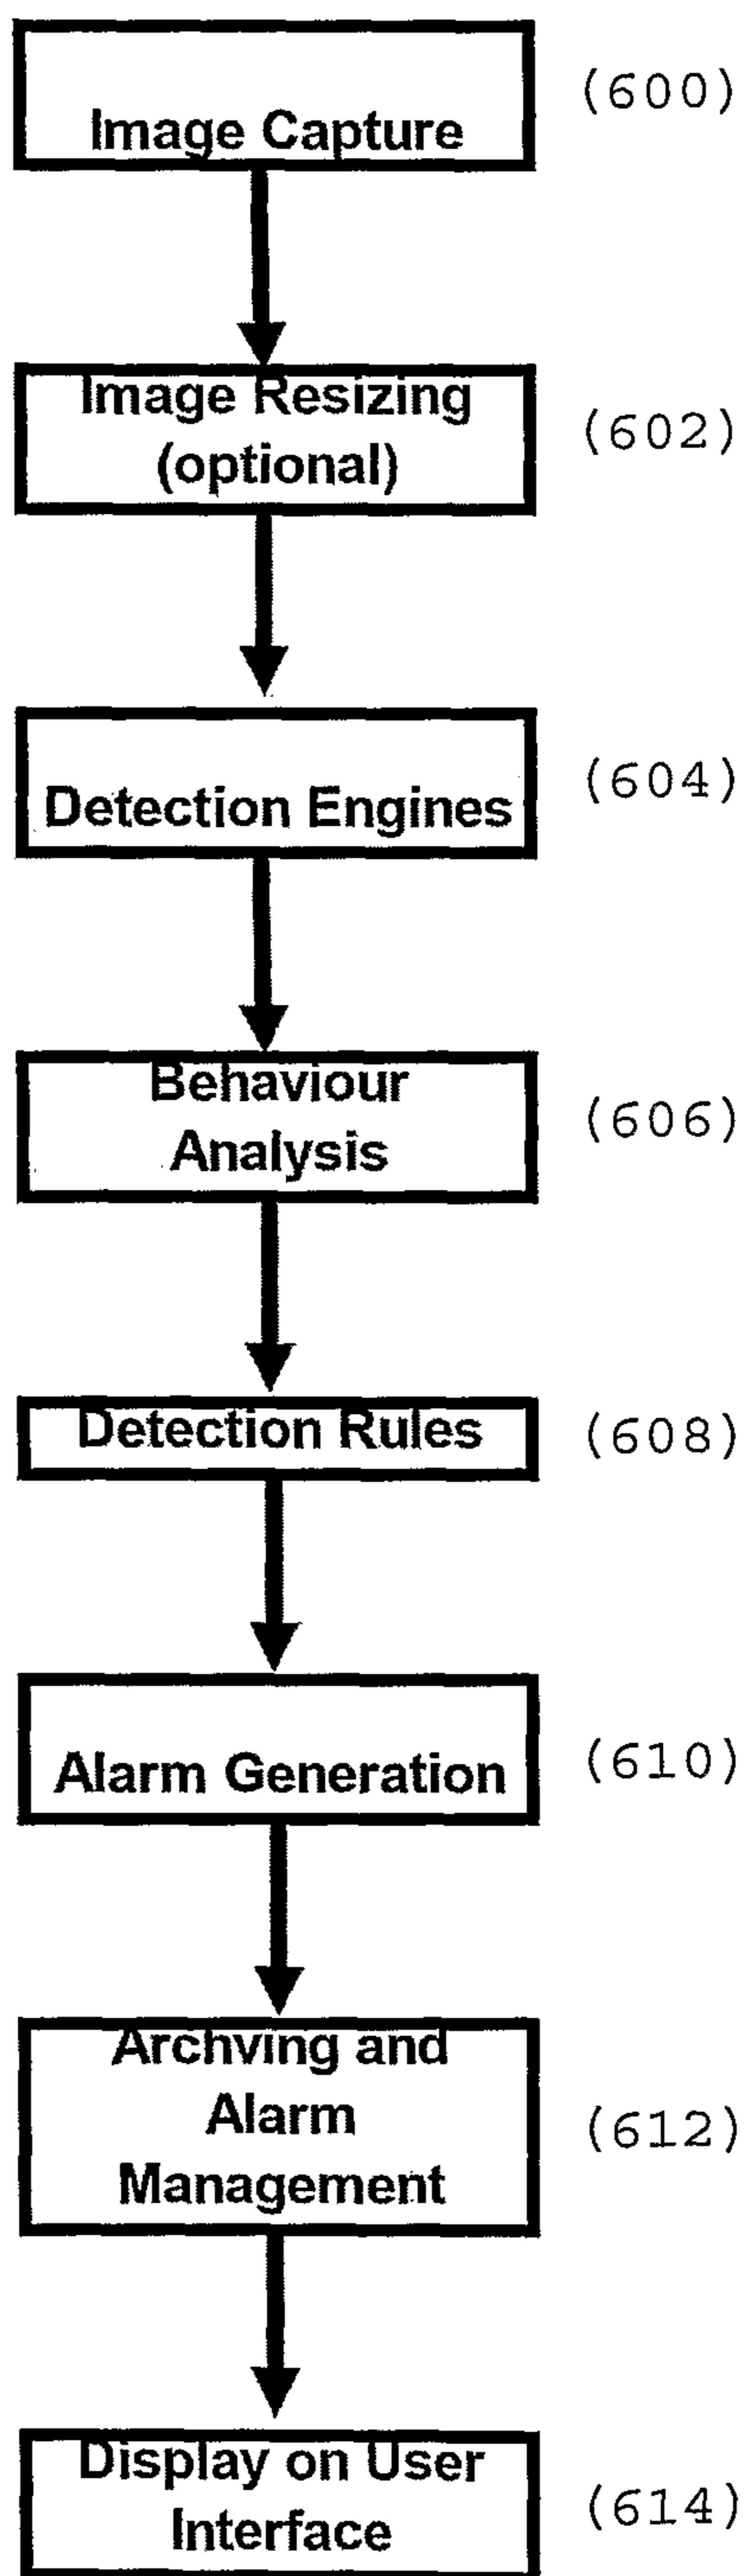 Image Capture
(600)
Image Resizing
(optional)
(602)
Detection Engines
(604)
Behaviour
Analysis
(606)
Detection Rules
(608)
Alarm Generation
(610)
Archving and
Alarm
Management
(612)
Display on User
Interface
(614)